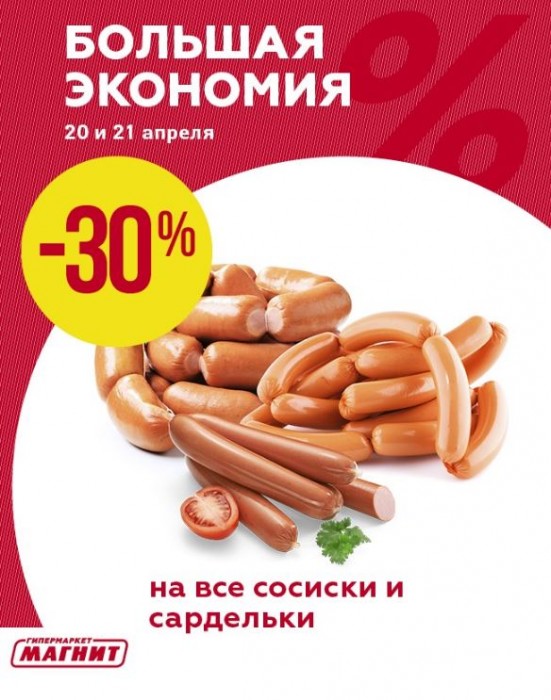 БОЛЬШАЯ
ЭКОНОМИЯ
20 и 21 апреля
-30%
на все сосиски и
сардельки
ГИПЕРМАРКЕТ
МАГНИТ